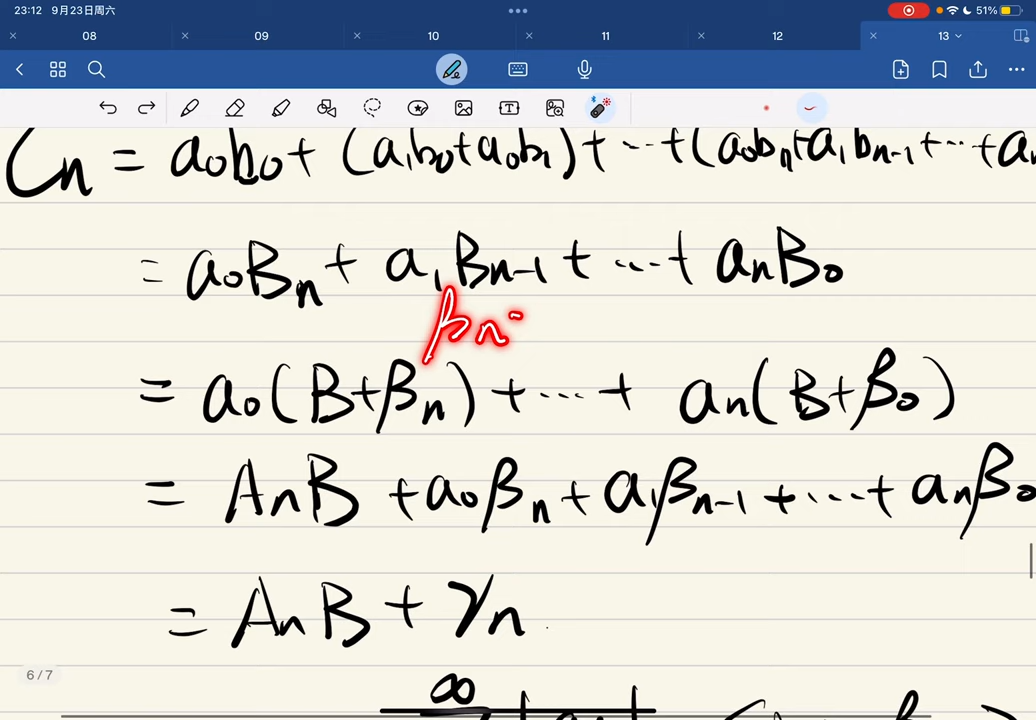 23:12 9月23日周六 51%
08 09 10 11 12 13
Cn = a₀b₀ + (a₁b₀+a₀b₁) + ⋯ + (a₀bn+a₁bn-1+⋯+an
= a₀Bn + a₁Bn-1 + ⋯ + anB₀
βn-
= a₀(B+βn) + ⋯ + an(B+β₀)
= AnB + a₀βn + a₁βn-1 + ⋯ + anβ₀
= AnB + γn
6/7
∞